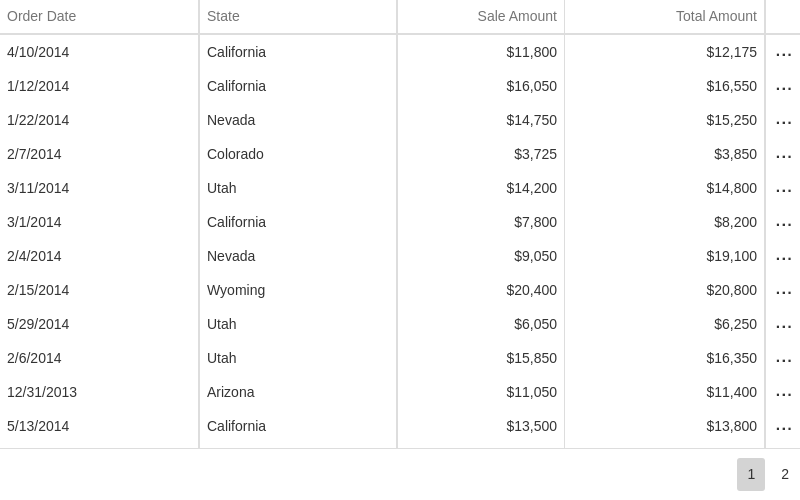 Order Date State Sale Amount Total Amount
4/10/2014 California $11,800 $12,175 ...
1/12/2014 California $16,050 $16,550 ...
1/22/2014 Nevada $14,750 $15,250 ...
2/7/2014 Colorado $3,725 $3,850 ...
3/11/2014 Utah $14,200 $14,800 ...
3/1/2014 California $7,800 $8,200 ...
2/4/2014 Nevada $9,050 $19,100 ...
2/15/2014 Wyoming $20,400 $20,800 ...
5/29/2014 Utah $6,050 $6,250 ...
2/6/2014 Utah $15,850 $16,350 ...
12/31/2013 Arizona $11,050 $11,400 ...
5/13/2014 California $13,500 $13,800 ...
1 2